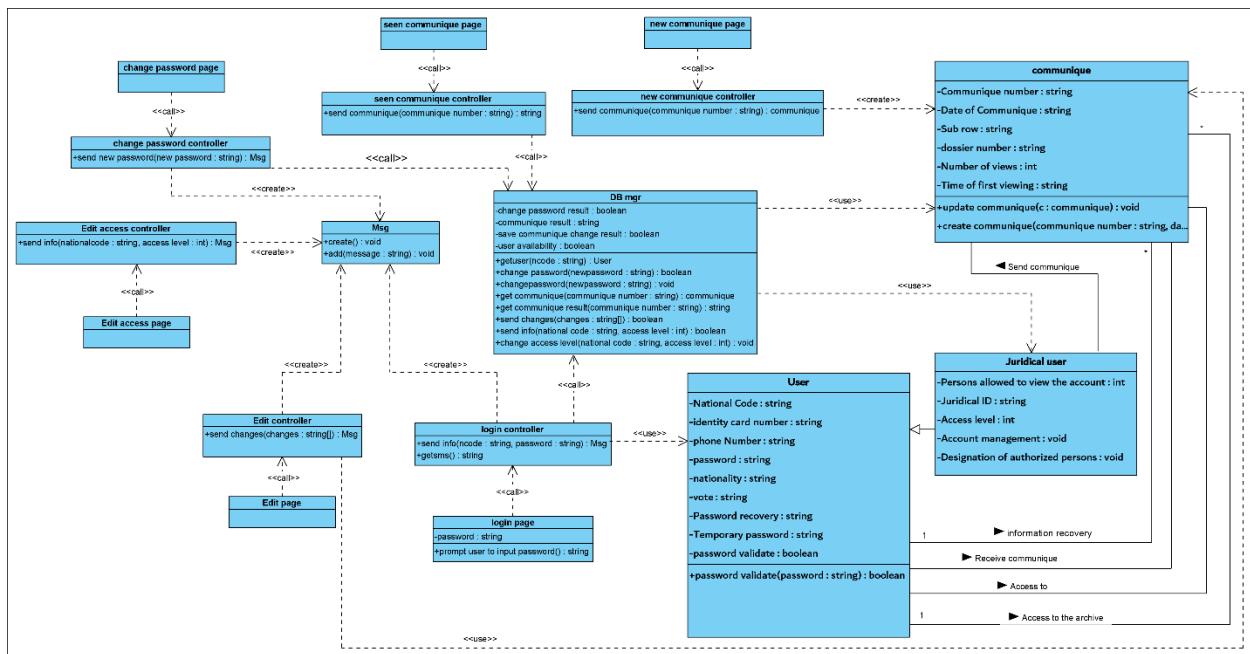 seen communique page
new communique page
change password page
<<call>>
<<call>>
<<call>>
seen communique controller
+send communique(communique number : string) : string
new communique controller
+send communique(communique number : string) : communique
<<create>>
communique
-Communique number : string
-Date of Communique : string
-Sub row : string
-dossier number : string
-Number of views : int
-Time of first viewing : string
+update communique(c : communique) : void
+create communique(communique number : string, da...
*
*
change password controller
+send new password(new password : string) : Msg
<<call>>
<<call>>
<<create>>
DB mgr
-change password result : boolean
-communique result : string
-save communique change result : boolean
-user availability : boolean
+getuser(ncode : string) : User
+change password(newpassword : string) : boolean
+changepassword(newpassword : string) : void
+get communique(communique number : string) : communique
+get communique result(communique number : string) : string
+send changes(changes : string[]) : boolean
+send info(national code : string, access level : int) : boolean
+change access level(national code : string, access level : int) : void
<<use>>
<<use>>
Edit access controller
+send info(nationalcode : string, access level : int) : Msg
<<create>>
Msg
+create() : void
+add(message : string) : void
<<call>>
Edit access page
Send communique
Juridical user
-Persons allowed to view the account : int
-Juridical ID : string
-Access level : int
-Account management : void
-Designation of authorized persons : void
<<create>>
<<create>>
<<call>>
User
-National Code : string
-identity card number : string
-phone Number : string
-password : string
-nationality : string
-vote : string
-Password recovery : string
-Temporary password : string
-password validate : boolean
+password validate(password : string) : boolean
Edit controller
+send changes(changes : string[]) : Msg
<<call>>
Edit page
login controller
+send info(ncode : string, password : string) : Msg
+getsms() : string
<<use>>
<<call>>
login page
-password : string
+prompt user to input password() : string
1
information recovery
Receive communique
Access to
1
Access to the archive
<<use>>